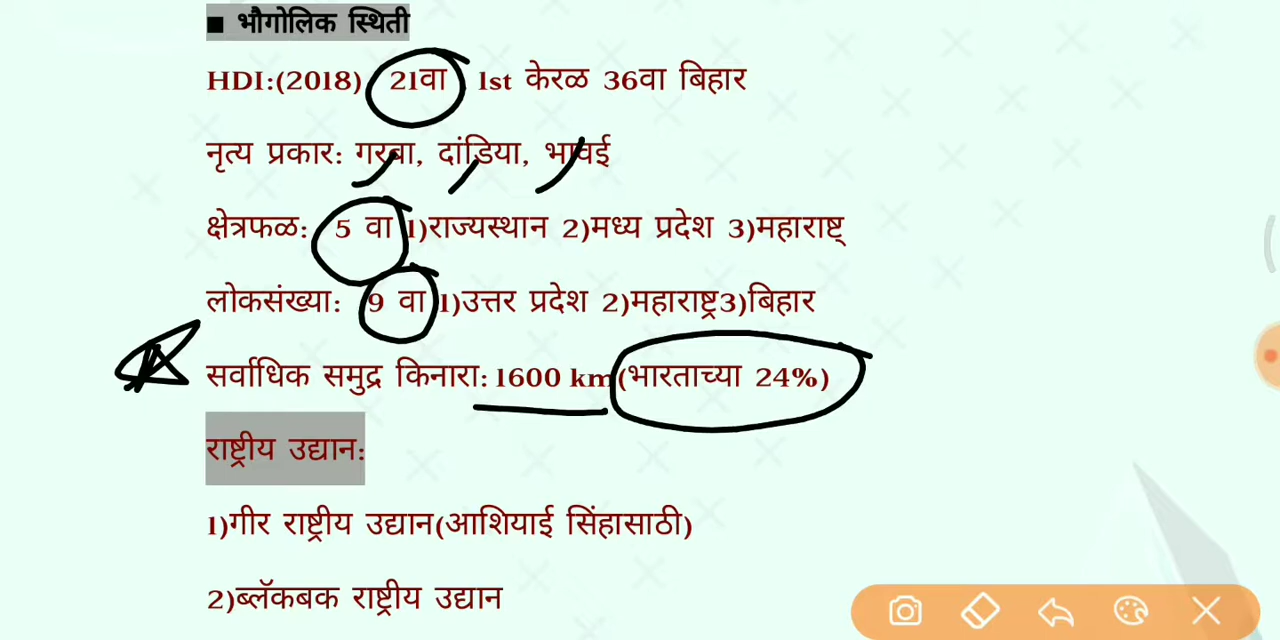 ■ भौगोलिक स्थिती
HDI:(2018) 21वा 1st केरळ 36वा बिहार
नृत्य प्रकार: गरबा, दांडिया, भावई
क्षेत्रफळ: 5 वा 1)राज्यस्थान 2)मध्य प्रदेश 3)महाराष्ट्
लोकसंख्या: 9 वा 1)उत्तर प्रदेश 2)महाराष्ट्र3)बिहार
सर्वाधिक समुद्र किनारा: 1600 km(भारताच्या 24%)
राष्ट्रीय उद्यान:
1)गीर राष्ट्रीय उद्यान(आशियाई सिंहासाठी)
2)ब्लॅकबक राष्ट्रीय उद्यान